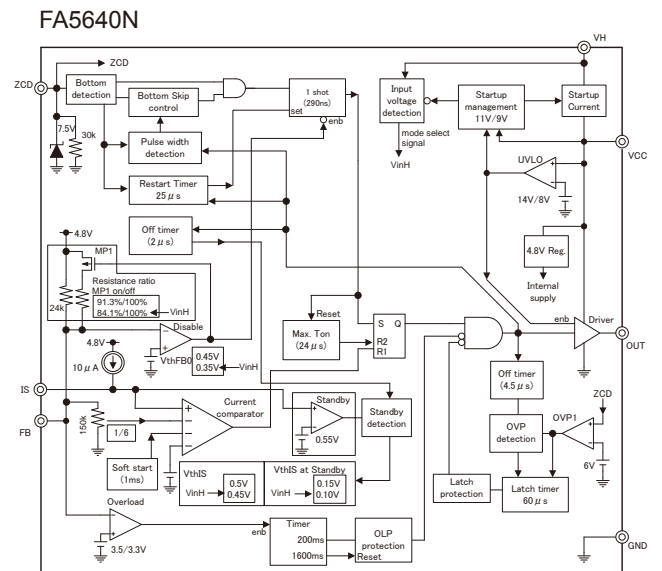 FA5640N
ZCD
ZCD
Bottom
detection
Bottom Skip
control
7.5V
30k
Pulse width
detection
Restart Timer
25μs
1 shot
(290ns)
set
enb
VH
Input
voltage
detection
mode select
signal
VinH
Startup
management
11V/9V
Startup
Current
VCC
UVLO
14V/8V
4.8V Reg.
Internal
supply
Off timer
(2μs)
4.8V
MP1
Resistance ratio
MP1 on/off
91.3%/100%
84.1%/100%
VinH
24k
Disable
VthFB0
0.45V
0.35V
VinH
4.8V
10μA
Reset
Max. Ton
(24μs)
S
Q
R2
R1
enb
Driver
OUT
IS
FB
150k
1/6
Soft start
(1ms)
Current
comparator
Standby
0.55V
Standby
detection
Off timer
(4.5μs)
ZCD
OVP
detection
OVP1
6V
Latch
protection
Latch timer
60μs
VthIS
VinH
0.5V
0.45V
VthIS at Standby
VinH
0.15V
0.10V
Overload
3.5/3.3V
enb
Timer
200ms
1600ms
OLP
protection
Reset
GND